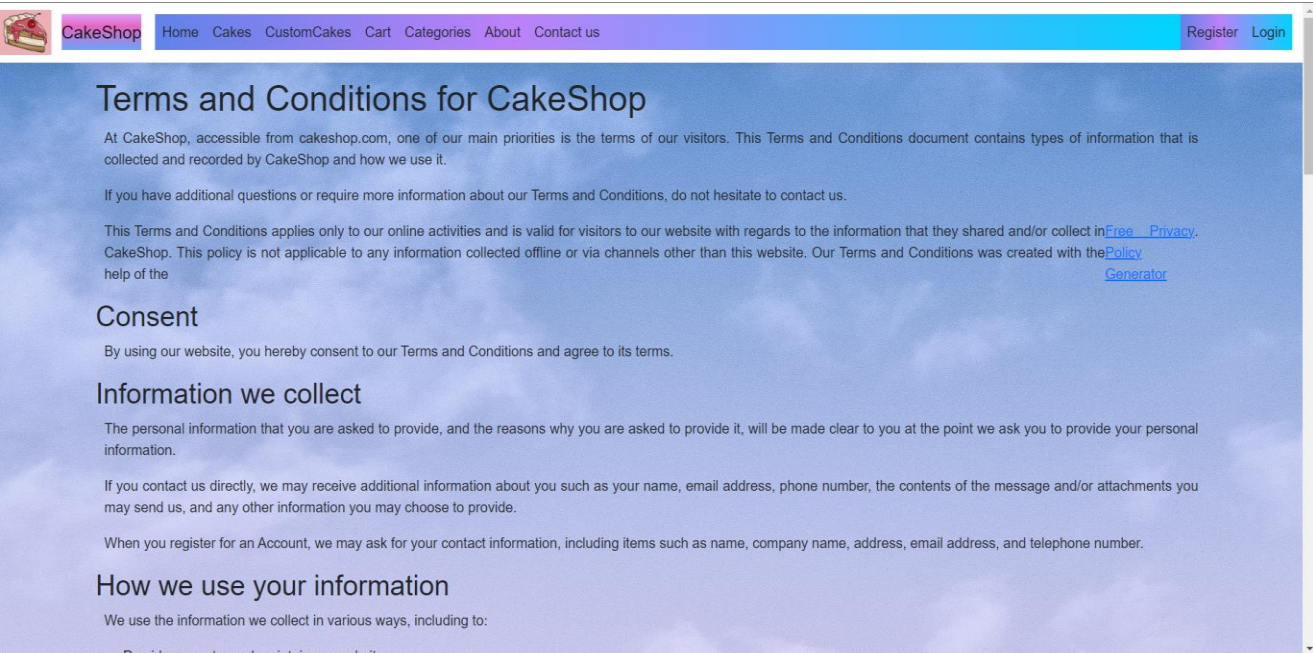 CakeShop Home Cakes CustomCakes Cart Categories About Contact us Register Login
Terms and Conditions for CakeShop
At CakeShop, accessible from cakeshop.com, one of our main priorities is the terms of our visitors. This Terms and Conditions document contains types of information that is
collected and recorded by CakeShop and how we use it.
If you have additional questions or require more information about our Terms and Conditions, do not hesitate to contact us.
This Terms and Conditions applies only to our online activities and is valid for visitors to our website with regards to the information that they shared and/or collect in
CakeShop. This policy is not applicable to any information collected offline or via channels other than this website. Our Terms and Conditions was created with the
help of the
Free Privacy.
Policy
Generator
Consent
By using our website, you hereby consent to our Terms and Conditions and agree to its terms.
Information we collect
The personal information that you are asked to provide, and the reasons why you are asked to provide it, will be made clear to you at the point we ask you to provide your personal
information.
If you contact us directly, we may receive additional information about you such as your name, email address, phone number, the contents of the message and/or attachments you
may send us, and any other information you may choose to provide.
When you register for an Account, we may ask for your contact information, including items such as name, company name, address, email address, and telephone number.
How we use your information
We use the information we collect in various ways, including to: